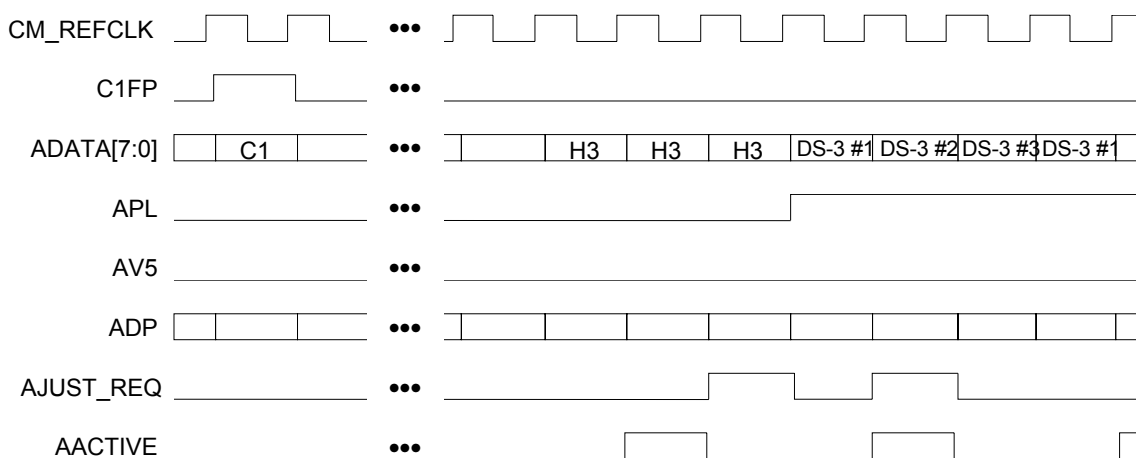 CM_REFCLK •••
C1FP •••
ADATA[7:0] C1 ••• H3 H3 H3 DS-3 #1 DS-3 #2 DS-3 #3 DS-3 #1
APL •••
AV5 •••
ADP •••
AJUST_REQ •••
AACTIVE •••